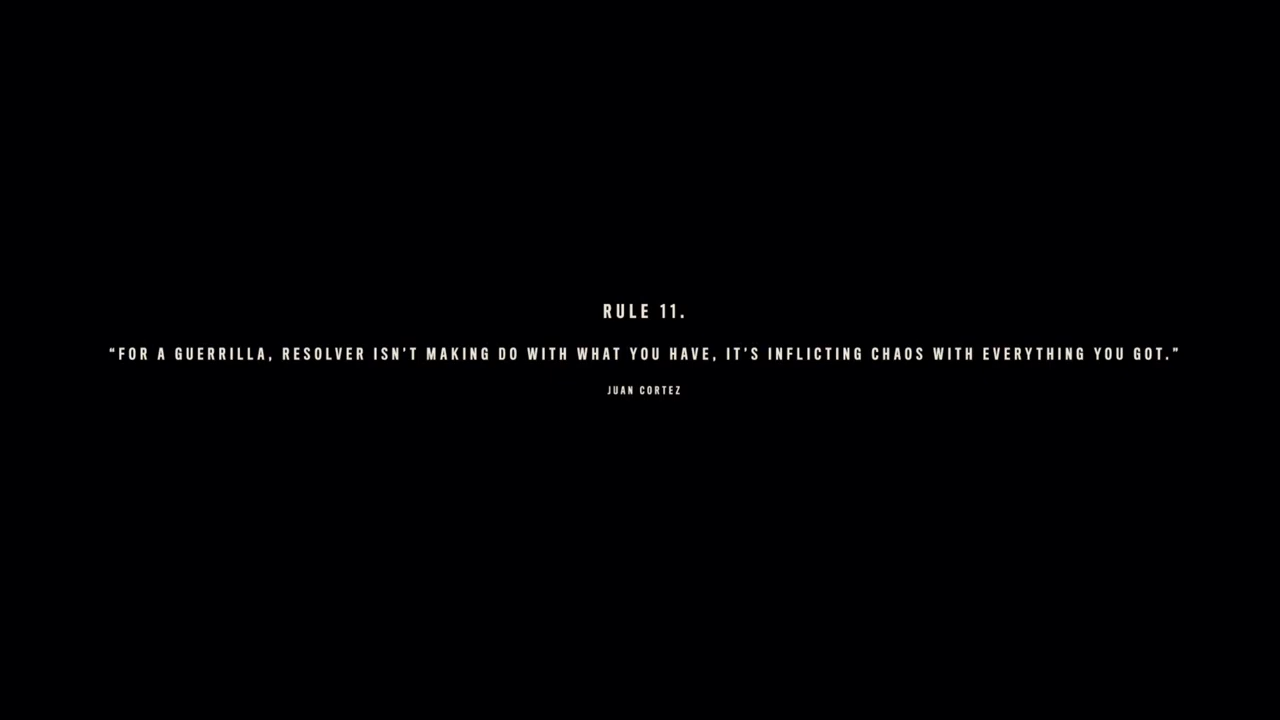 RULE 11.
“FOR A GUERRILLA, RESOLVER ISN’T MAKING DO WITH WHAT YOU HAVE, IT’S INFLICTING CHAOS WITH EVERYTHING YOU GOT.”
JUAN CORTEZ